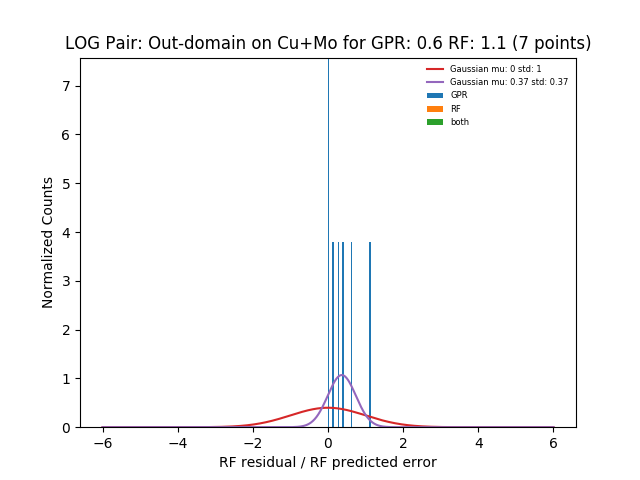 LOG Pair: Out-domain on Cu+Mo for GPR: 0.6 RF: 1.1 (7 points)
Gaussian mu: 0 std: 1
Gaussian mu: 0.37 std: 0.37
GPR
RF
both
Normalized Counts
7
6
5
4
3
2
1
0
−6 −4 −2 0 2 4 6
RF residual / RF predicted error